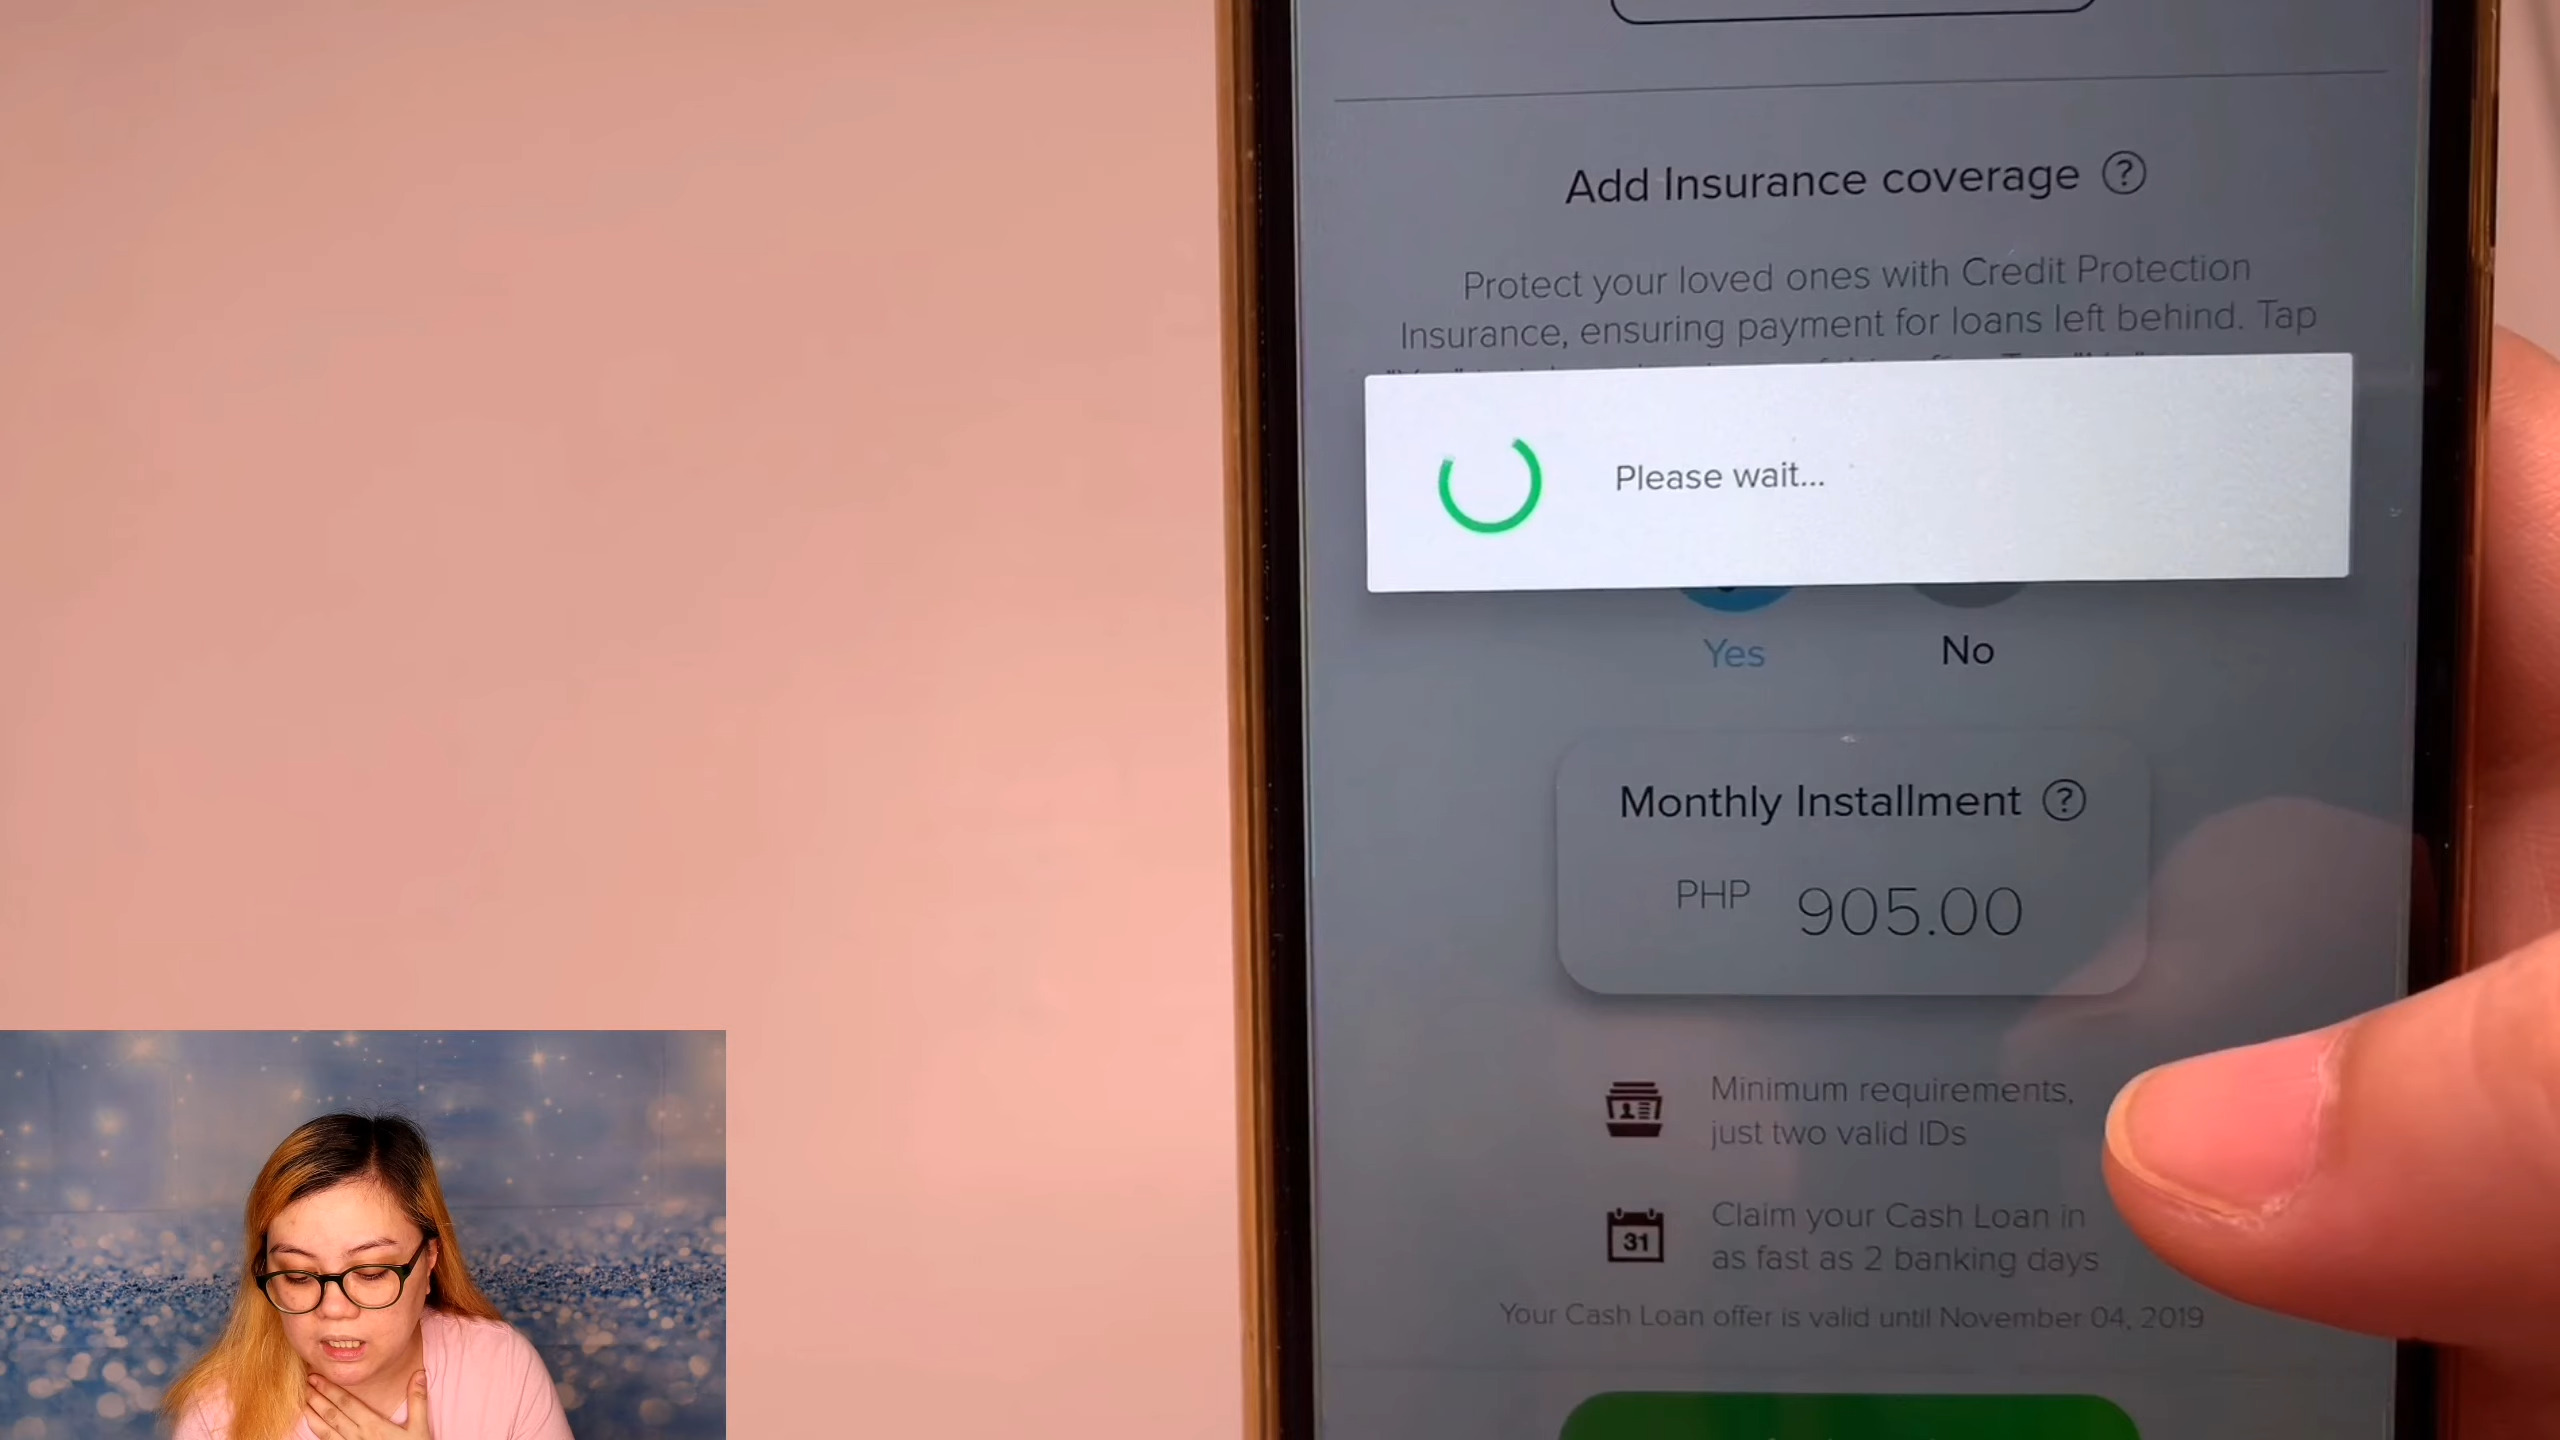 Add Insurance coverage ?
Protect your loved ones with Credit Protection
Insurance, ensuring payment for loans left behind. Tap
Please wait...
Yes
No
Monthly Installment ?
PHP 905.00
Minimum requirements,
just two valid IDs
31
Claim your Cash Loan in
as fast as 2 banking days
Your Cash Loan offer is valid until November 04, 2019